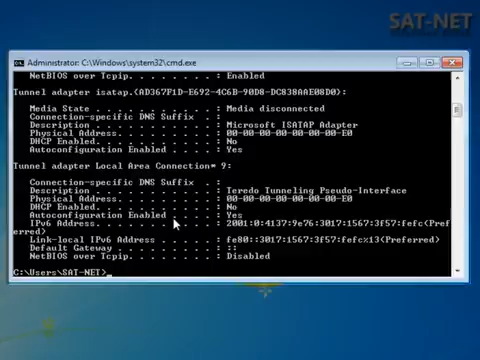 SAT-NET
Administrator: C:\Windows\system32\cmd.exe
NetBIOS over Tcpip. . . . . . . . : Enabled
Tunnel adapter isatap.{AD367F1D-E692-4C6B-90D8-DC838AAE08D0}:
Media State . . . . . . . . . . . : Media disconnected
Connection-specific DNS Suffix  . :
Description . . . . . . . . . . . : Microsoft ISATAP Adapter
Physical Address. . . . . . . . . : 00-00-00-00-00-00-00-E0
DHCP Enabled. . . . . . . . . . . : No
Autoconfiguration Enabled . . . . : Yes
Tunnel adapter Local Area Connection* 9:
Connection-specific DNS Suffix  . :
Description . . . . . . . . . . . : Teredo Tunneling Pseudo-Interface
Physical Address. . . . . . . . . : 00-00-00-00-00-00-00-E0
DHCP Enabled. . . . . . . . . . . : No
Autoconfiguration Enabled . . . . : Yes
IPv6 Address. . . . . . . . . . . : 2001:0:4137:9e76:3017:1567:3f57:fefc(Pref
erred)
Link-local IPv6 Address . . . . . : fe80::3017:1567:3f57:fefc%13(Preferred)
Default Gateway . . . . . . . . . : ::
NetBIOS over Tcpip. . . . . . . . : Disabled
C:\Users\SAT-NET>_